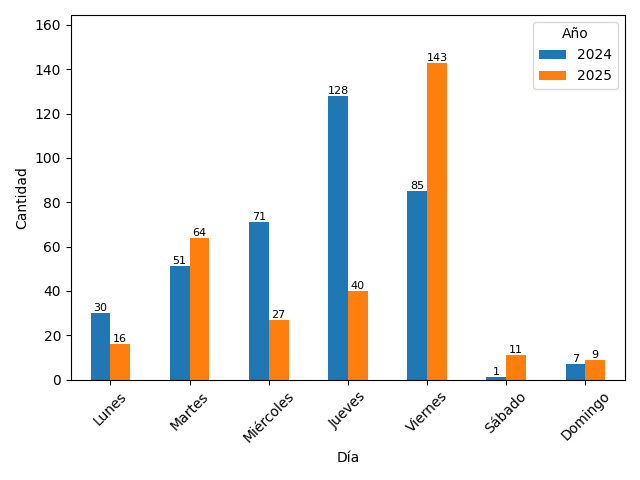 160
140
120
100
80
60
40
20
0
Cantidad
Año
2024
2025
30
16
51
64
71
27
128
40
85
143
1
11
7
9
Lunes
Martes
Miércoles
Jueves
Viernes
Sábado
Domingo
Día